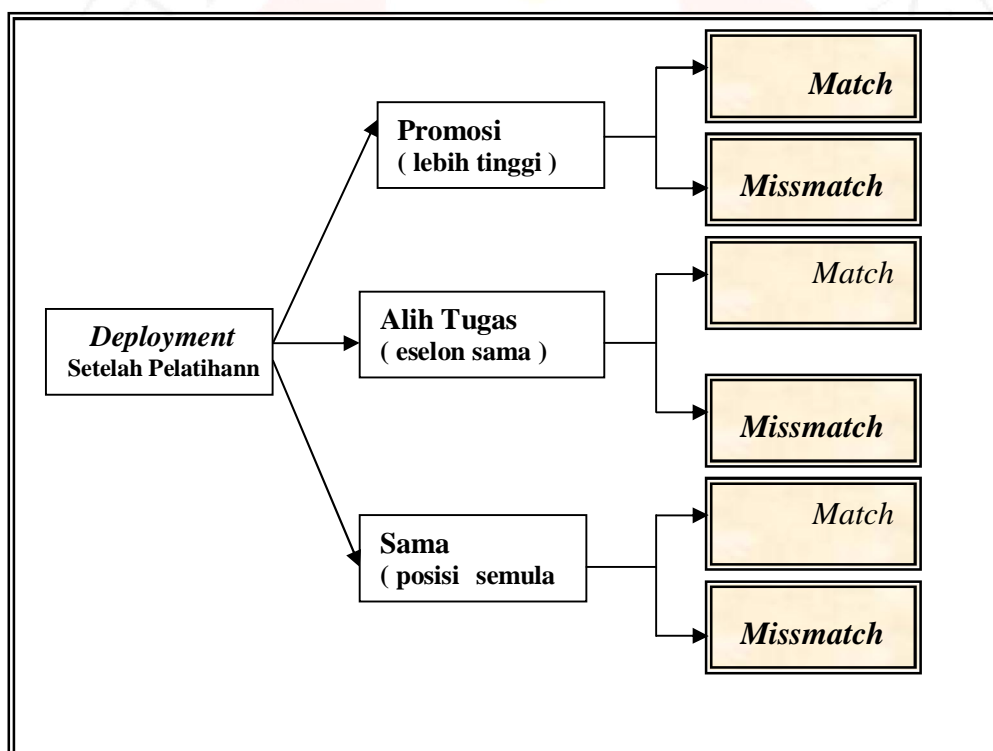 Match
Promosi
( lebih tinggi )
Missmatch
Match
Alih Tugas
( eselon sama )
Deployment
Setelah Pelatihann
Missmatch
Match
Sama
( posisi semula
Missmatch